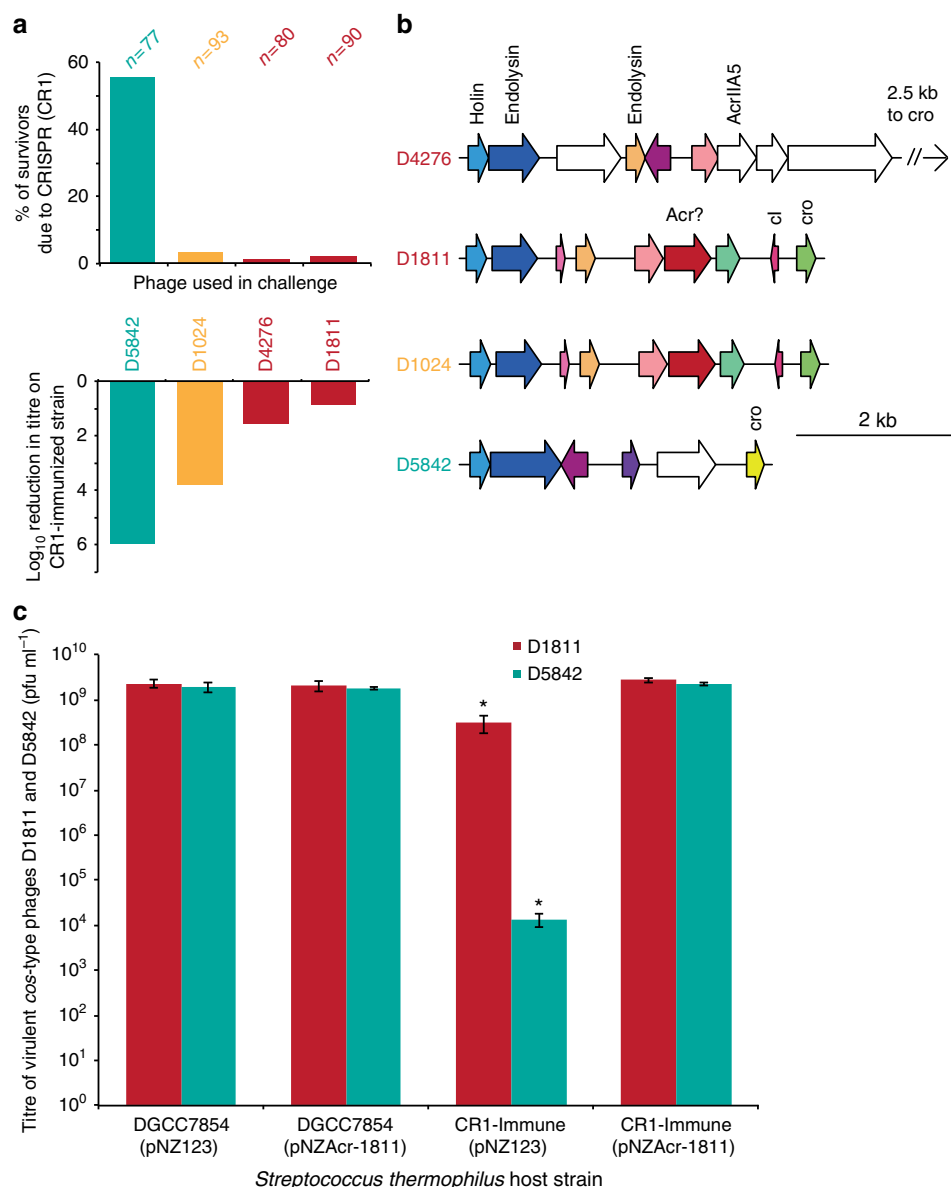 a
n=77
n=93
n=80
n=90
% of survivors
due to CRISPR (CR1)
60
40
20
0
Phage used in challenge
D5842
D1024
D4276
D1811
Log10 reduction in titre on
CR1-immunized strain
0
2
4
6
b
Holin
Endolysin
Endolysin
AcrIIA5
2.5 kb
to cro
D4276
//
Acr?
cI
cro
D1811
D1024
2 kb
cro
D5842
c
Titre of virulent cos-type phages D1811 and D5842 (pfu ml−1)
10^10
10^9
10^8
10^7
10^6
10^5
10^4
10^3
10^2
10^1
10^0
D1811
D5842
*
*
DGCC7854
(pNZ123)
DGCC7854
(pNZAcr-1811)
CR1-Immune
(pNZ123)
CR1-Immune
(pNZAcr-1811)
Streptococcus thermophilus host strain